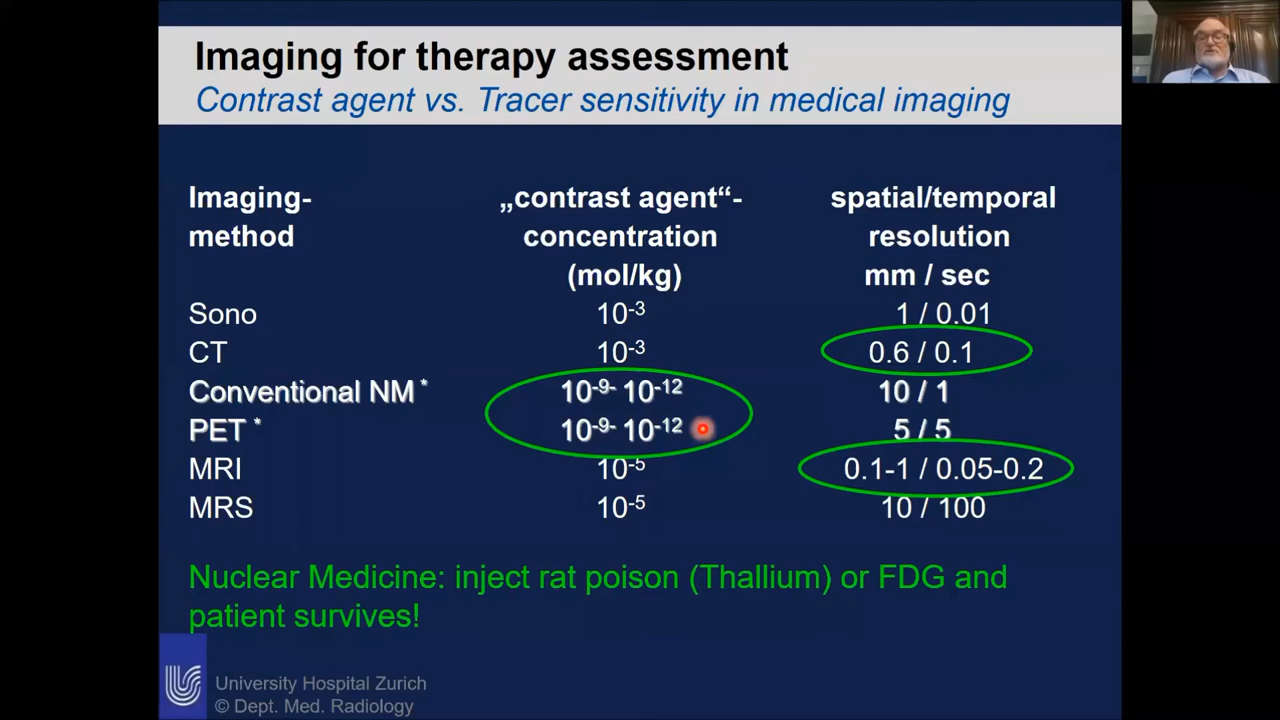 Imaging for therapy assessment
Contrast agent vs. Tracer sensitivity in medical imaging
Imaging- „contrast agent“- spatial/temporal
method concentration resolution
(mol/kg) mm / sec
Sono 10⁻³ 1 / 0.01
CT 10⁻³ 0.6 / 0.1
Conventional NM * 10⁻⁹⁻ 10⁻¹² 10 / 1
PET * 10⁻⁹⁻ 10⁻¹² 5 / 5
MRI 10⁻⁵ 0.1-1 / 0.05-0.2
MRS 10⁻⁵ 10 / 100
Nuclear Medicine: inject rat poison (Thallium) or FDG and
patient survives!
University Hospital Zurich
© Dept. Med. Radiology